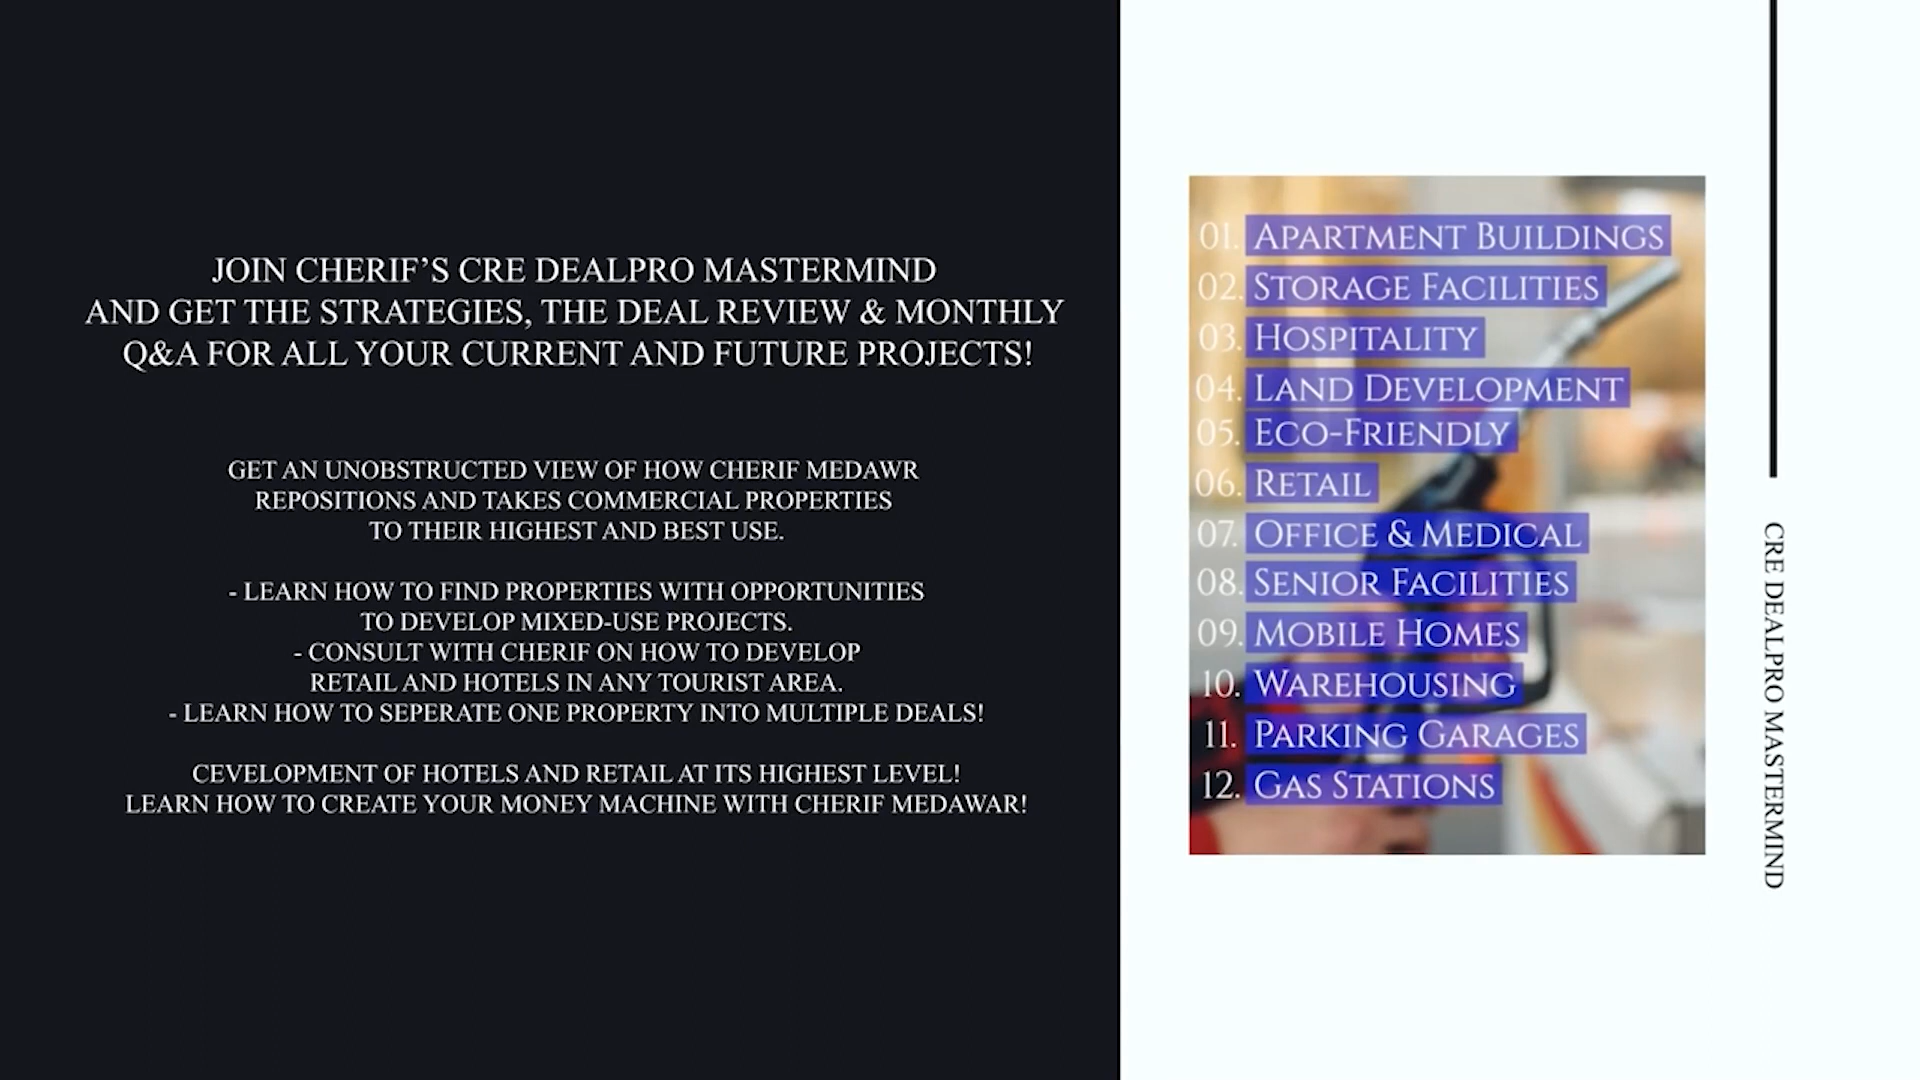 JOIN CHERIF’S CRE DEALPRO MASTERMIND
AND GET THE STRATEGIES, THE DEAL REVIEW & MONTHLY
Q&A FOR ALL YOUR CURRENT AND FUTURE PROJECTS!
GET AN UNOBSTRUCTED VIEW OF HOW CHERIF MEDAWR
REPOSITIONS AND TAKES COMMERCIAL PROPERTIES
TO THEIR HIGHEST AND BEST USE.
- LEARN HOW TO FIND PROPERTIES WITH OPPORTUNITIES
TO DEVELOP MIXED-USE PROJECTS.
- CONSULT WITH CHERIF ON HOW TO DEVELOP
RETAIL AND HOTELS IN ANY TOURIST AREA.
- LEARN HOW TO SEPERATE ONE PROPERTY INTO MULTIPLE DEALS!
CEVELOPMENT OF HOTELS AND RETAIL AT ITS HIGHEST LEVEL!
LEARN HOW TO CREATE YOUR MONEY MACHINE WITH CHERIF MEDAWAR!
01. APARTMENT BUILDINGS
02. STORAGE FACILITIES
03. HOSPITALITY
04. LAND DEVELOPMENT
05. ECO-FRIENDLY
06. RETAIL
07. OFFICE & MEDICAL
08. SENIOR FACILITIES
09. MOBILE HOMES
10. WAREHOUSING
11. PARKING GARAGES
12. GAS STATIONS
CRE DEALPRO MASTERMIND